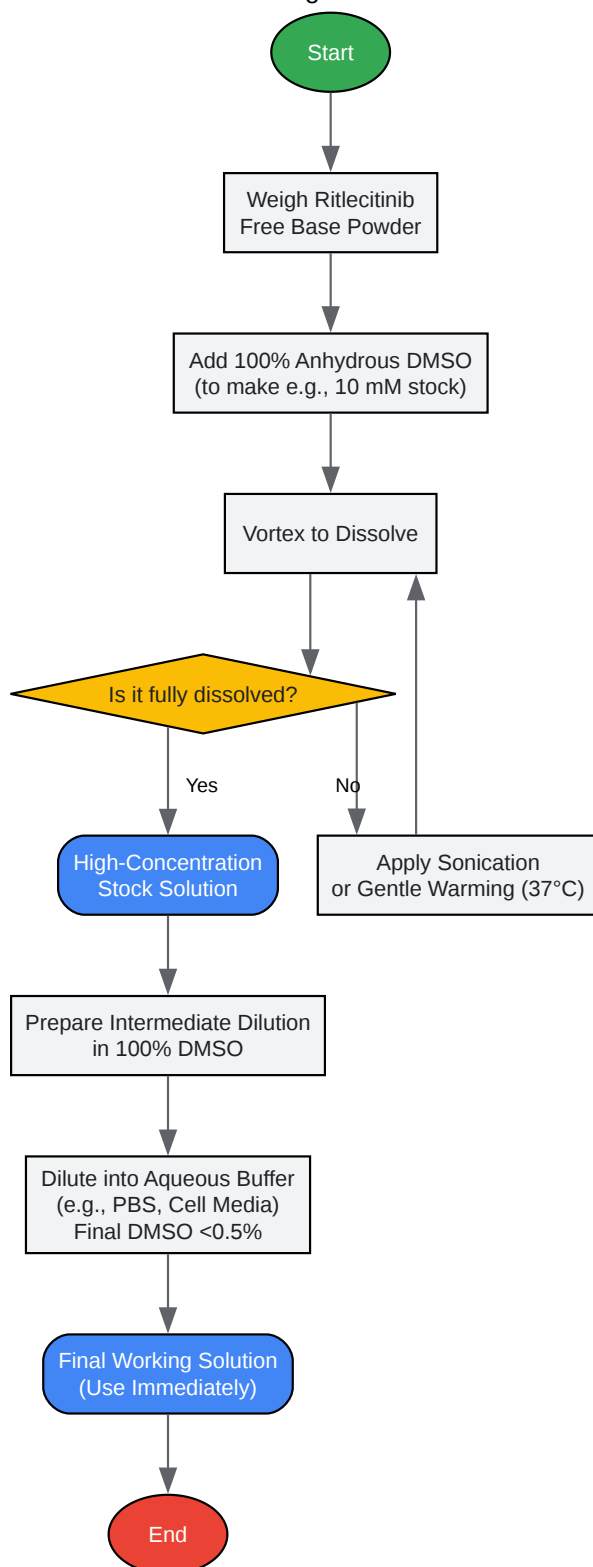 Start
Weigh Ritlecitinib
Free Base Powder
Add 100% Anhydrous DMSO
(to make e.g., 10 mM stock)
Vortex to Dissolve
Is it fully dissolved?
Yes
No
High-Concentration
Stock Solution
Apply Sonication
or Gentle Warming (37°C)
Prepare Intermediate Dilution
in 100% DMSO
Dilute into Aqueous Buffer
(e.g., PBS, Cell Media)
Final DMSO <0.5%
Final Working Solution
(Use Immediately)
End